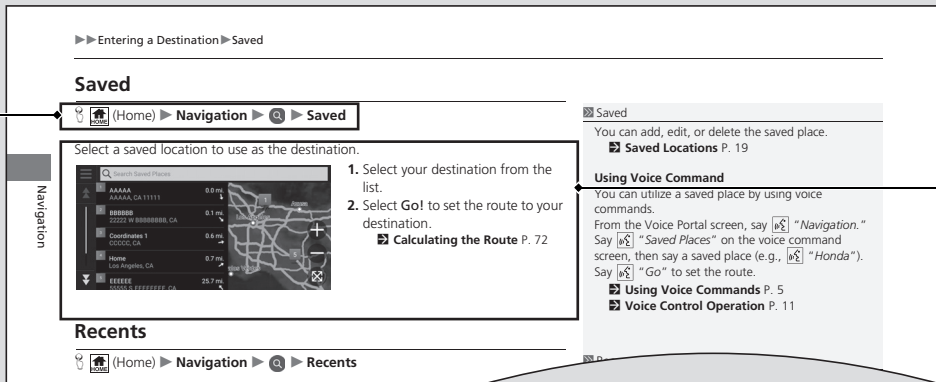 ▶▶Entering a Destination▶Saved
Saved
HOME (Home) ▶ Navigation ▶ ▶ Saved
Select a saved location to use as the destination.
Search Saved Places
AAAAA 0.0 mi.
AAAAA, CA 11111
BBBBBB 0.1 mi.
22222 W BBBBBBBB, CA
Coordinates 1 0.6 mi.
CCCCC, CA
Home 0.7 mi.
Los Angeles, CA
EEEEEE 25.7 mi.
55555 S EEEEEEEE, CA
1. Select your destination from the
list.
2. Select Go! to set the route to your
destination.
Calculating the Route P. 72
Recents
HOME (Home) ▶ Navigation ▶ ▶ Recents
Navigation
Saved
You can add, edit, or delete the saved place.
Saved Locations P. 19
Using Voice Command
You can utilize a saved place by using voice
commands.
From the Voice Portal screen, say “Navigation.”
Say “Saved Places” on the voice command
screen, then say a saved place (e.g., “Honda”).
Say “Go” to set the route.
Using Voice Commands P. 5
Voice Control Operation P. 11